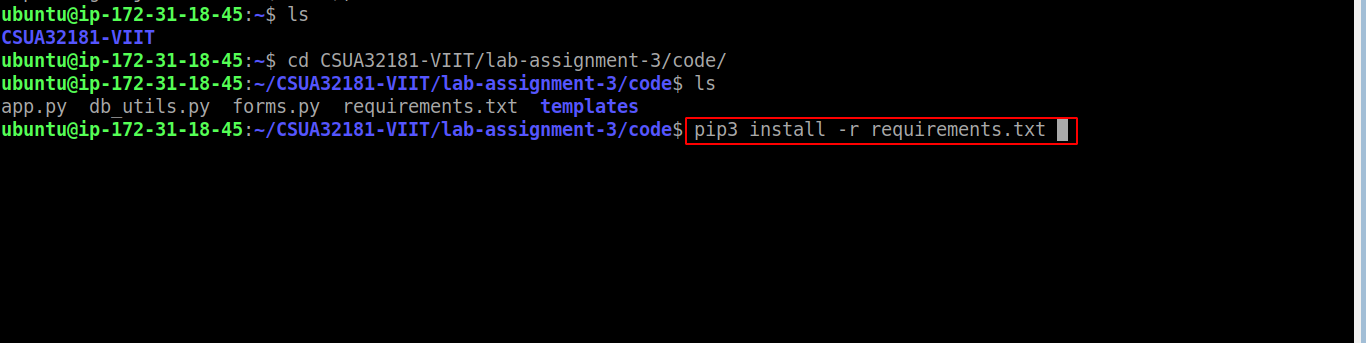 ubuntu@ip-172-31-18-45:~$ ls
CSUA32181-VIIT
ubuntu@ip-172-31-18-45:~$ cd CSUA32181-VIIT/lab-assignment-3/code/
ubuntu@ip-172-31-18-45:~/CSUA32181-VIIT/lab-assignment-3/code$ ls
app.py  db_utils.py  forms.py  requirements.txt  templates
ubuntu@ip-172-31-18-45:~/CSUA32181-VIIT/lab-assignment-3/code$ pip3 install -r requirements.txt